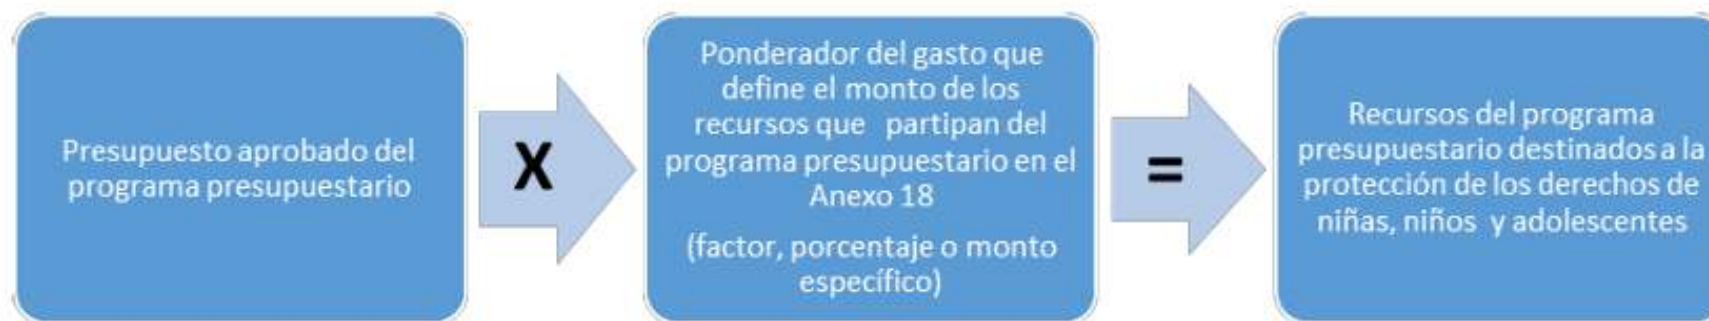 Presupuesto aprobado del
programa presupuestario
X
Ponderador del gasto que
define el monto de los
recursos que partipan del
programa presupuestario en el
Anexo 18
(factor, porcentaje o monto
específico)
=
Recursos del programa
presupuestario destinados a la
protección de los derechos de
niñas, niños y adolescentes